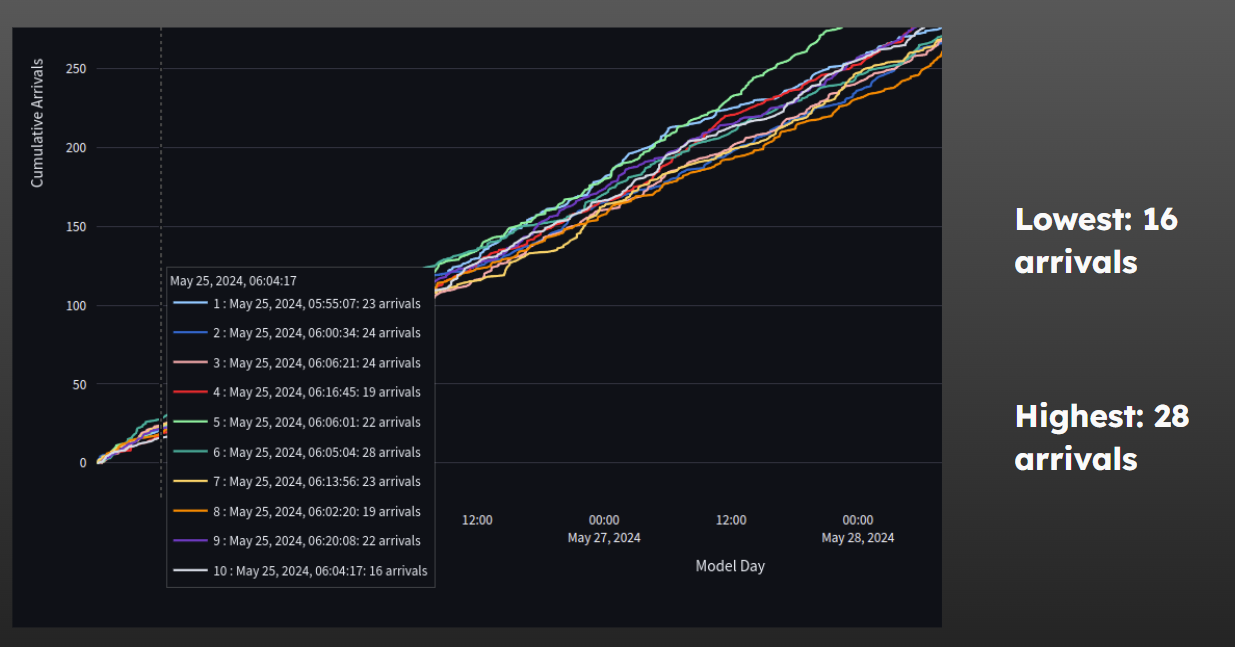 Cumulative Arrivals
250
200
150
100
50
0
May 25, 2024, 06:04:17
1 : May 25, 2024, 05:55:07: 23 arrivals
2 : May 25, 2024, 06:00:34: 24 arrivals
3 : May 25, 2024, 06:06:21: 24 arrivals
4 : May 25, 2024, 06:16:45: 19 arrivals
5 : May 25, 2024, 06:06:01: 22 arrivals
6 : May 25, 2024, 06:05:04: 28 arrivals
7 : May 25, 2024, 06:13:56: 23 arrivals
8 : May 25, 2024, 06:02:20: 19 arrivals
9 : May 25, 2024, 06:20:08: 22 arrivals
10 : May 25, 2024, 06:04:17: 16 arrivals
12:00
00:00
May 27, 2024
12:00
00:00
May 28, 2024
Model Day
Lowest: 16
arrivals
Highest: 28
arrivals